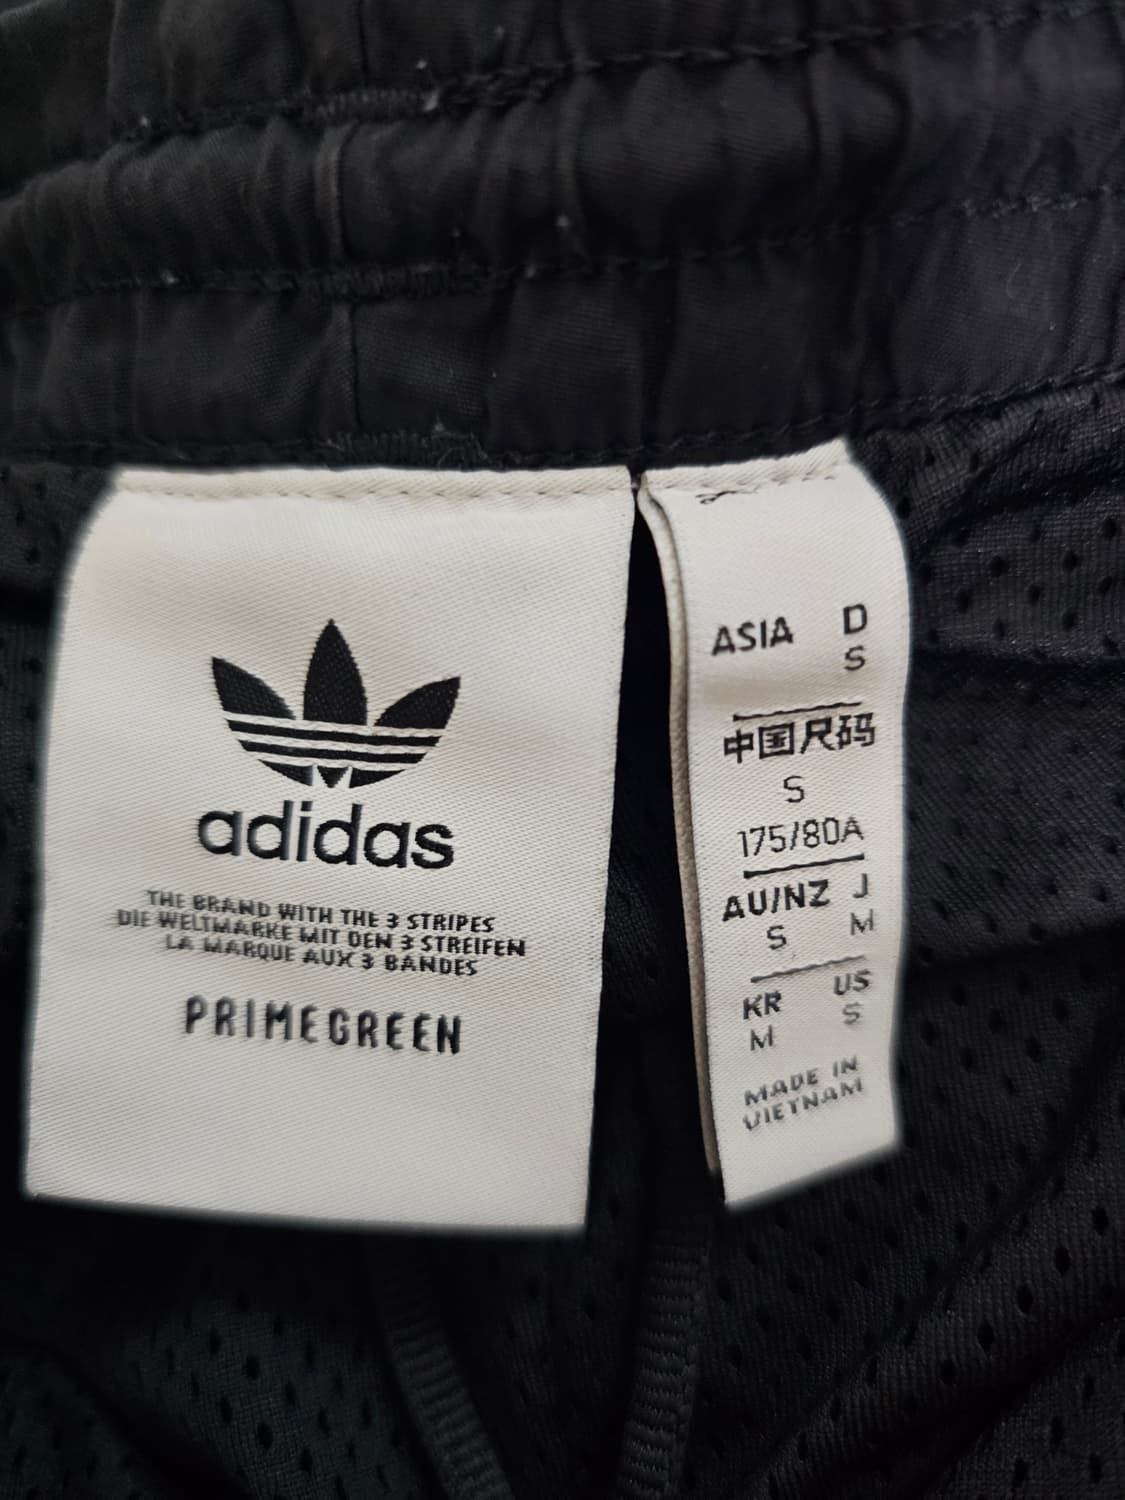 adidas
THE BRAND WITH THE 3 STRIPES
DIE WELTMARKE MIT DEN 3 STREIFEN
LA MARQUE AUX 3 BANDES
PRIMEGREEN
ASIA D
S
中国尺码
S
175/80A
AU/NZ J
S M
KR US
M S
MADE IN
VIETNAM